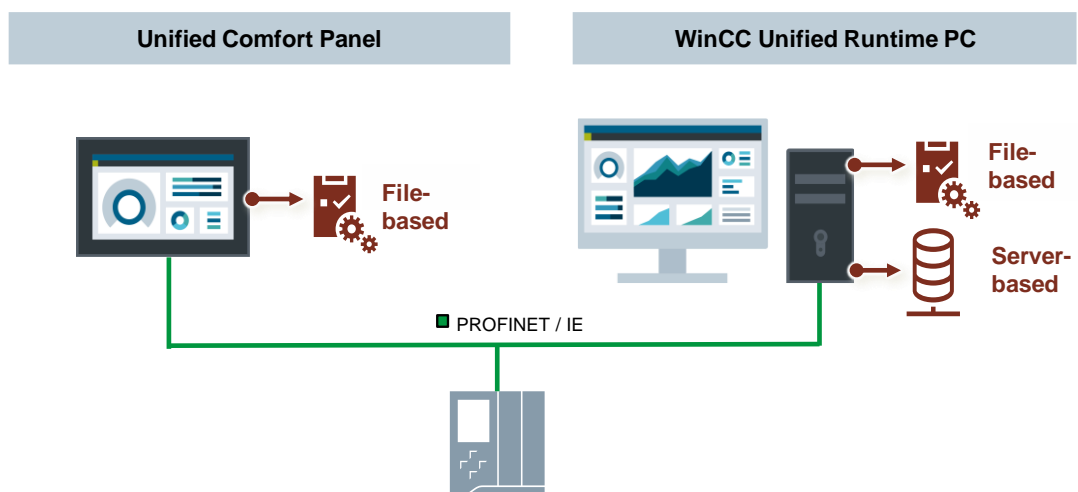 Unified Comfort Panel
WinCC Unified Runtime PC
File-
based
File-
based
Server-
based
PROFINET / IE